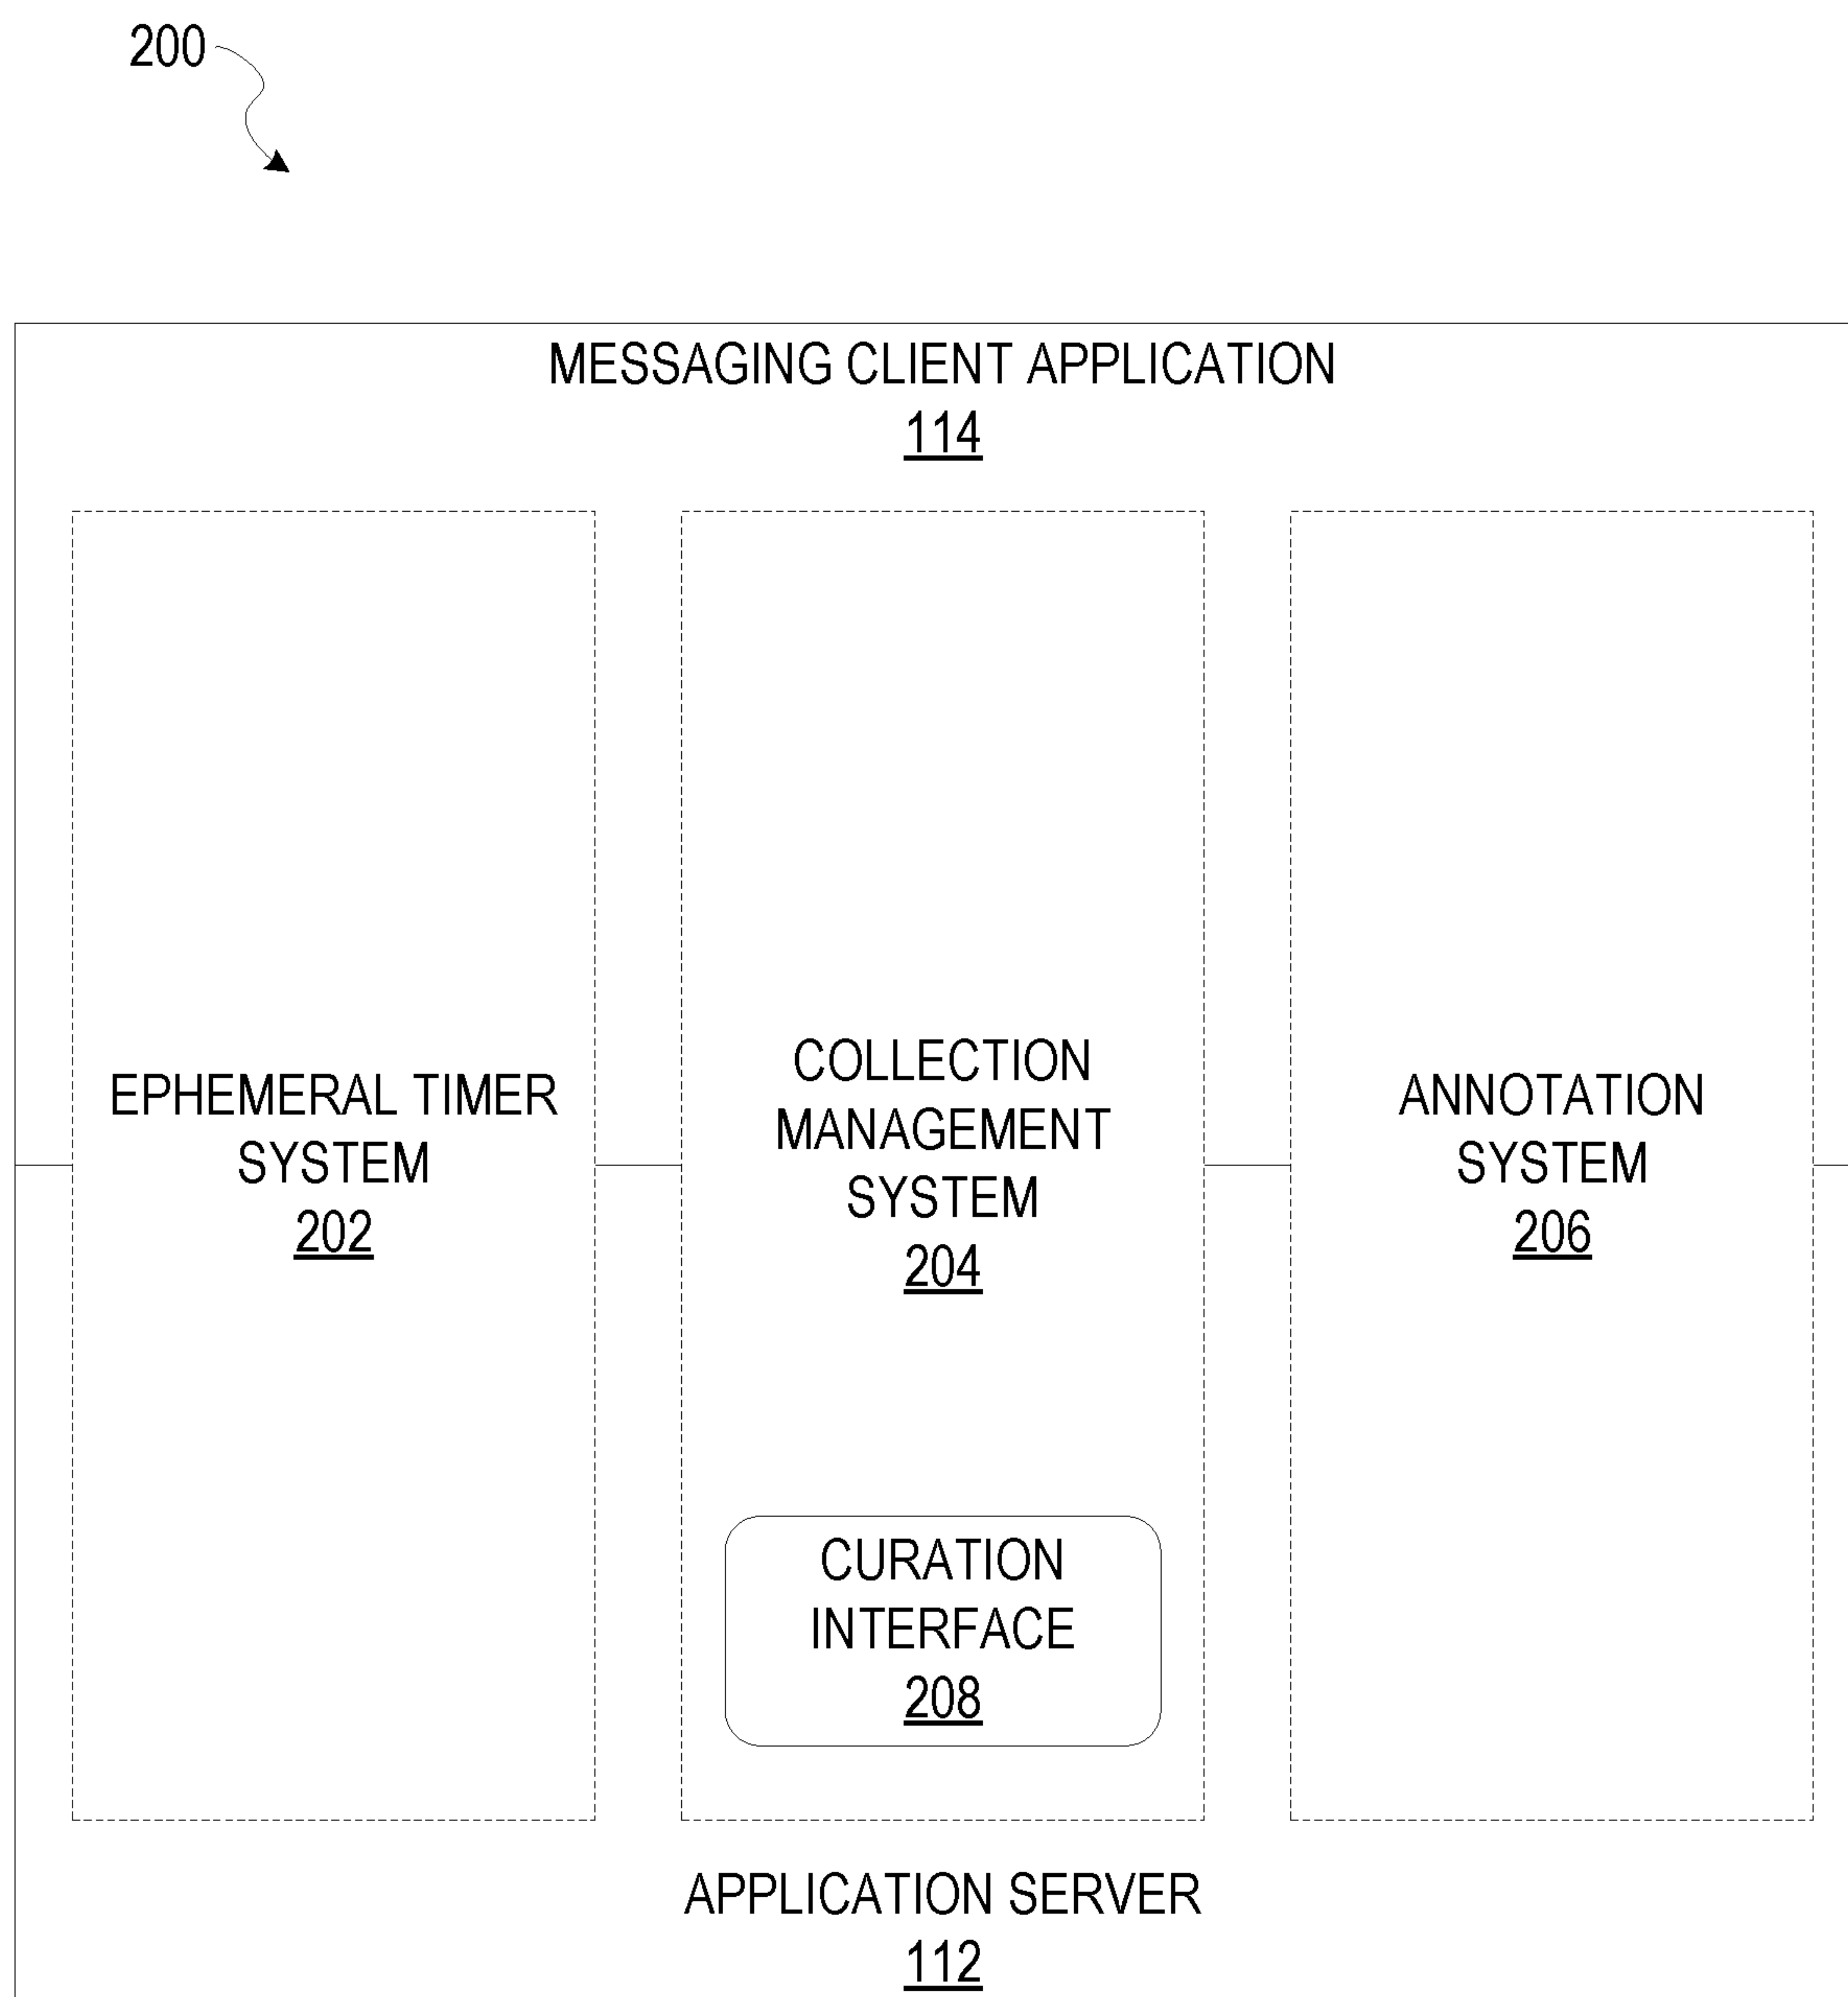 200
MESSAGING CLIENT APPLICATION
114
EPHEMERAL TIMER
SYSTEM
202
COLLECTION
MANAGEMENT
SYSTEM
204
ANNOTATION
SYSTEM
206
CURATION
INTERFACE
208
APPLICATION SERVER
112